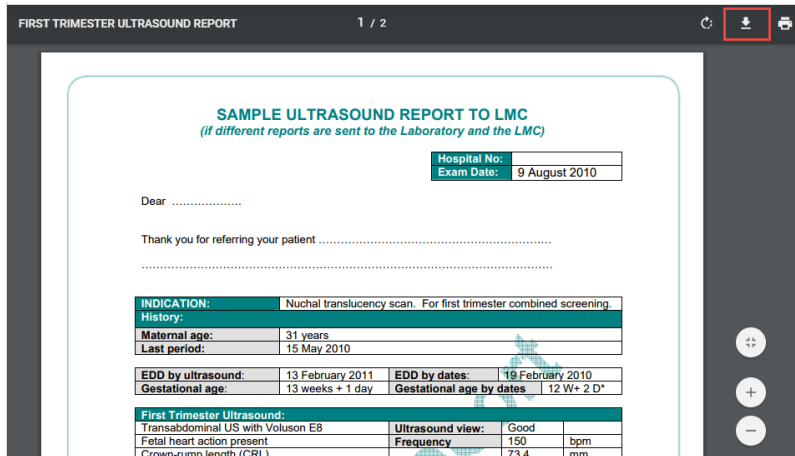 FIRST TRIMESTER ULTRASOUND REPORT 1 / 2
SAMPLE ULTRASOUND REPORT TO LMC
(if different reports are sent to the Laboratory and the LMC)
Hospital No:
Exam Date: 9 August 2010
Dear ………………
Thank you for referring your patient ………………………………………………………
…………………………………………………………………………………………………
INDICATION: Nuchal translucency scan. For first trimester combined screening.
History:
Maternal age: 31 years
Last period: 15 May 2010
EDD by ultrasound: 13 February 2011 EDD by dates: 19 February 2010
Gestational age: 13 weeks + 1 day Gestational age by dates 12 W+ 2 D*
First Trimester Ultrasound:
Transabdominal US with Voluson E8 Ultrasound view: Good
Fetal heart action present Frequency 150 bpm
Crown-rump length (CRL) 73.4 mm